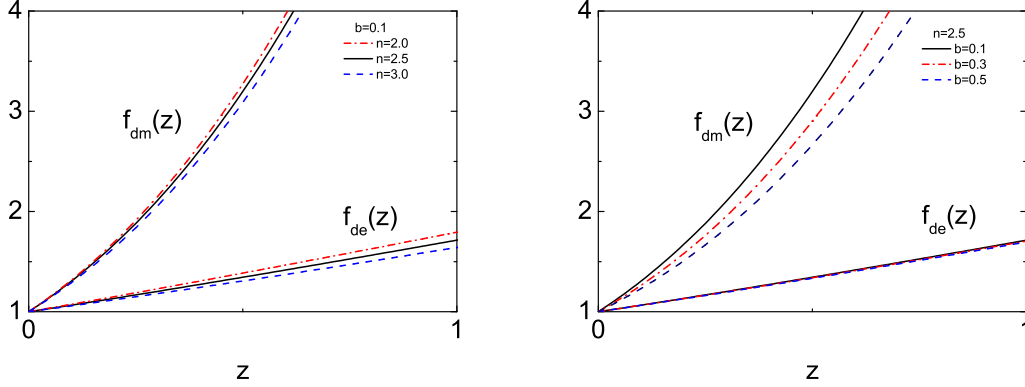 4
3
2
1
0
1
z
b=0.1
n=2.0
n=2.5
n=3.0
f_dm(z)
f_de(z)
4
3
2
1
0
1
z
n=2.5
b=0.1
b=0.3
b=0.5
f_dm(z)
f_de(z)